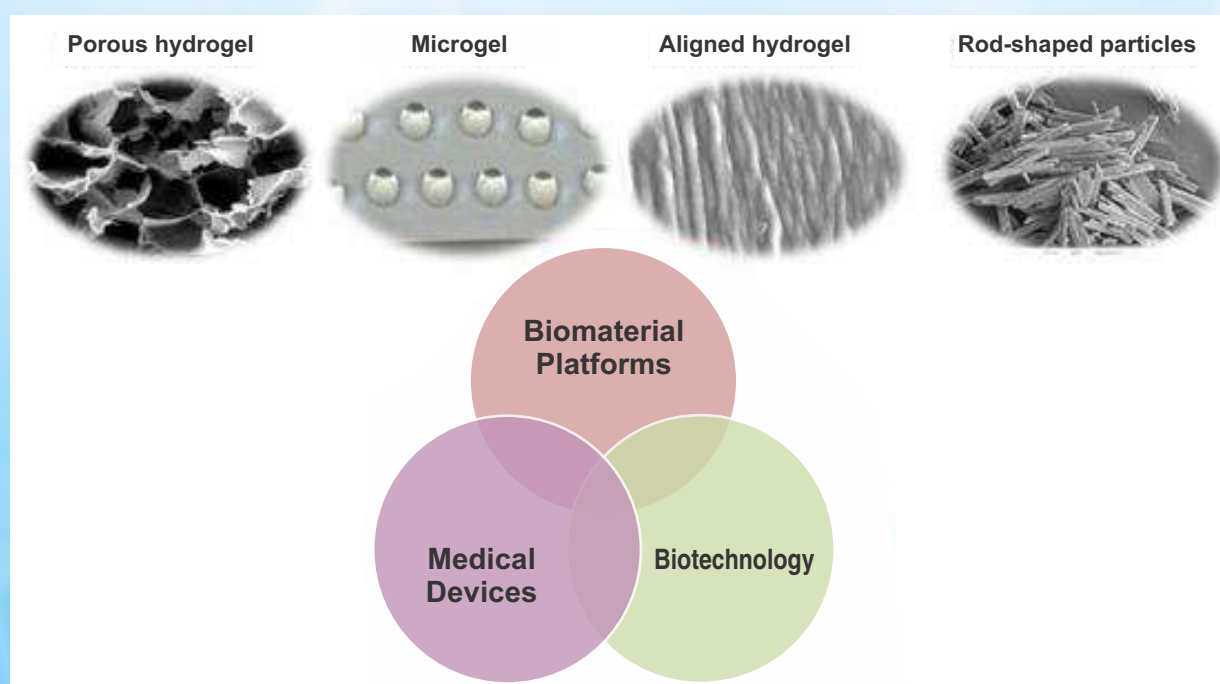 Porous hydrogel
Microgel
Aligned hydrogel
Rod-shaped particles
Biomaterial
Platforms
Medical
Devices
Biotechnology